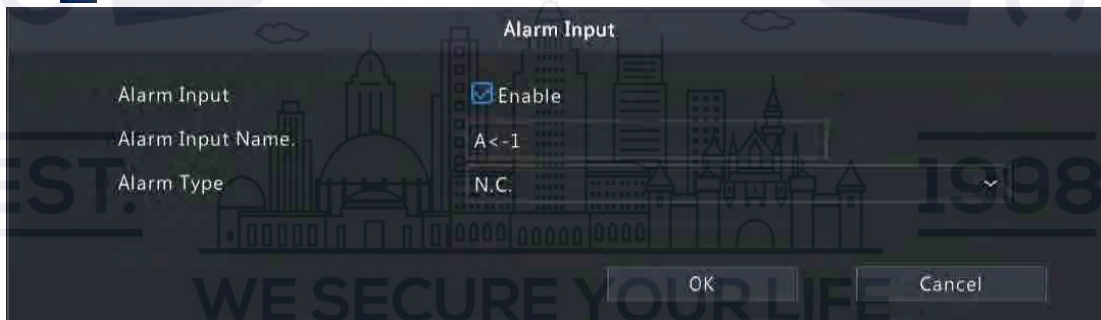 Alarm Input
Alarm Input Enable
Alarm Input Name. A<-1
Alarm Type N.C.
EST. 1998
OK Cancel
WE SECURE YOUR LIFE